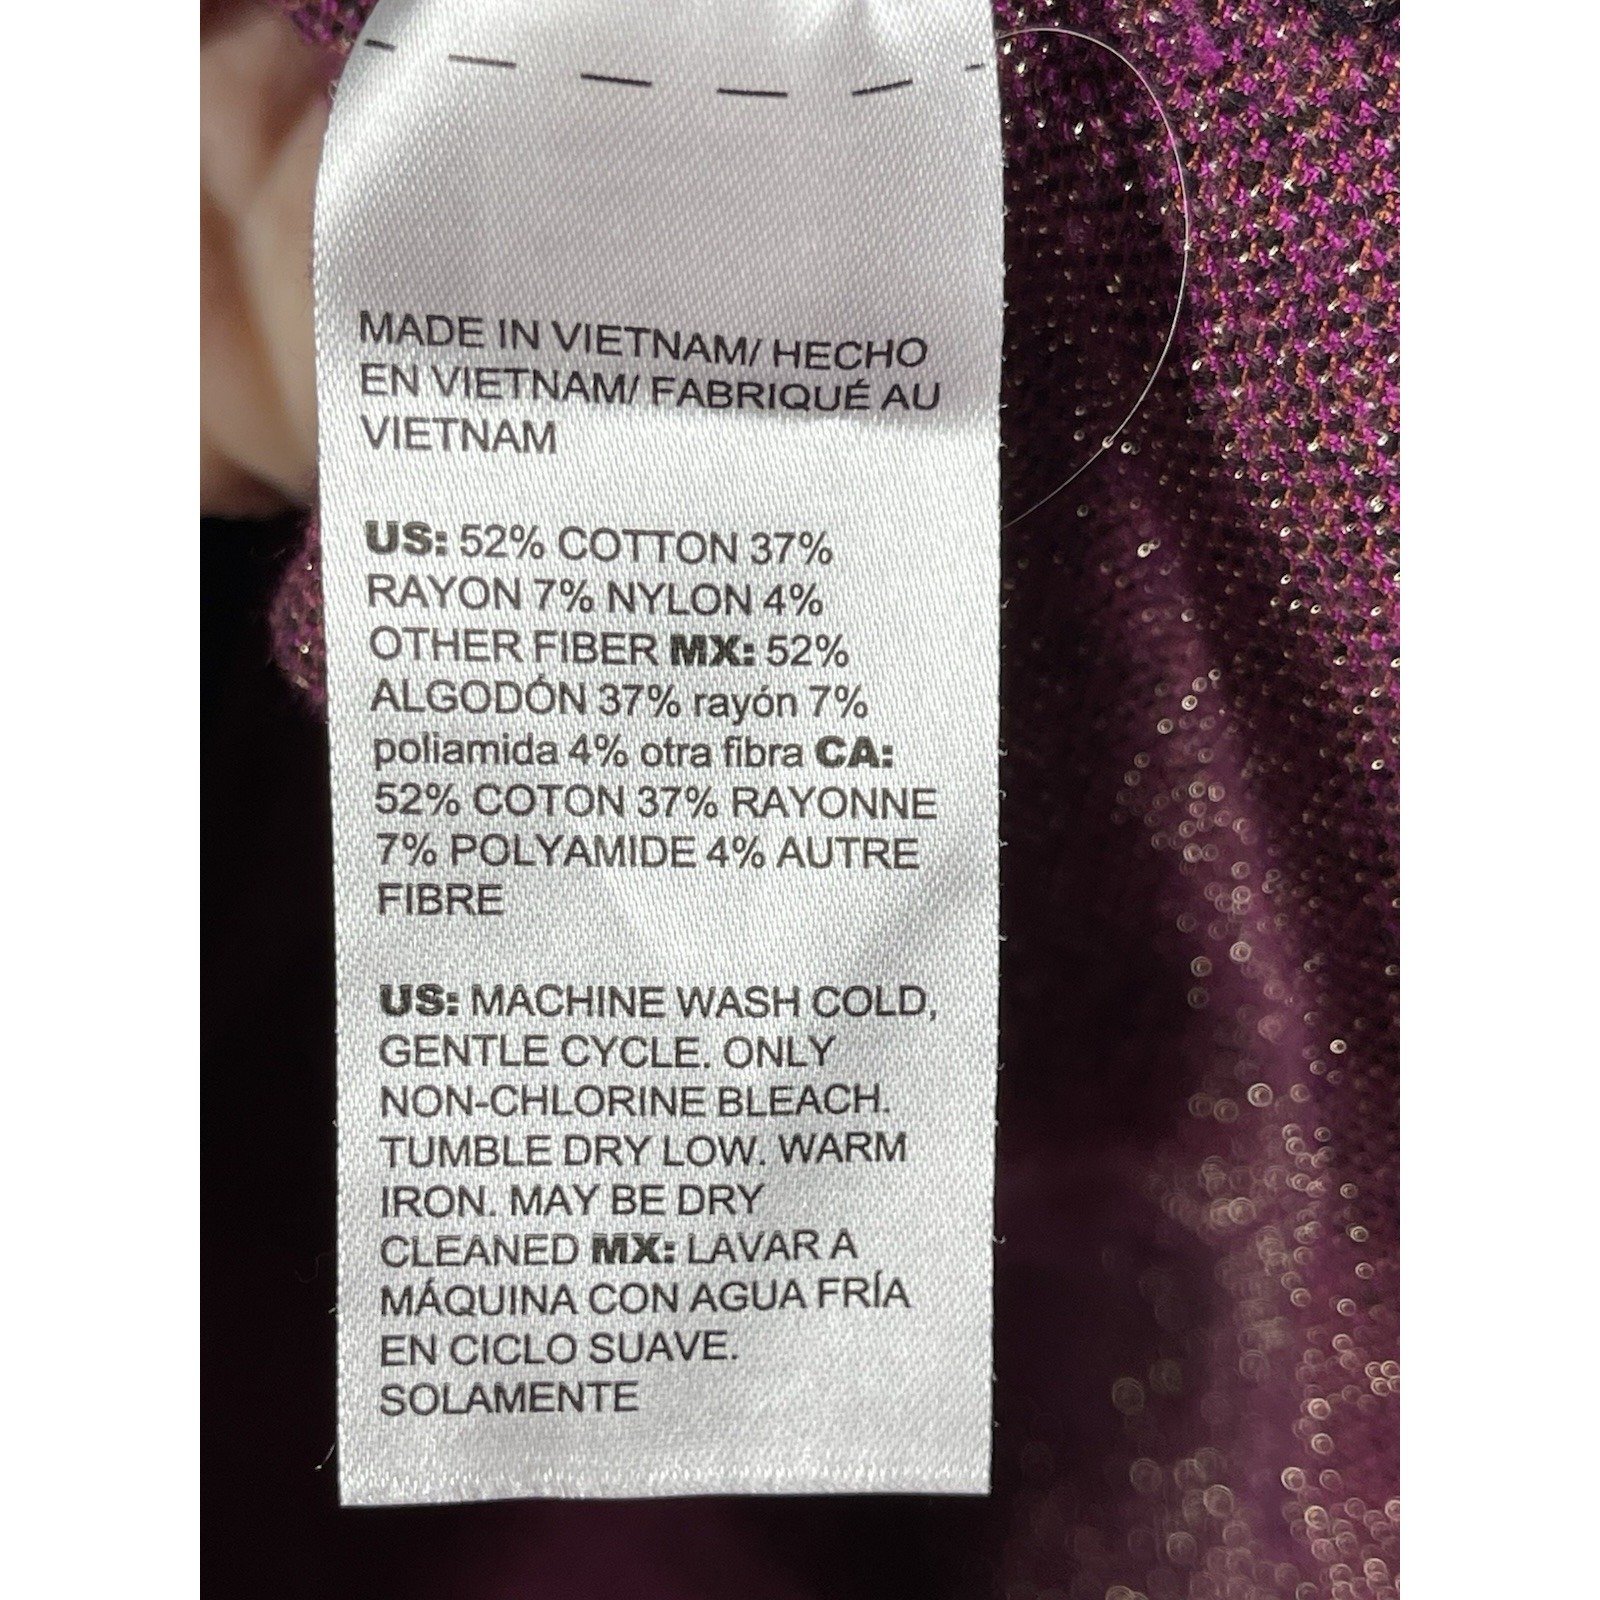 MADE IN VIETNAM/ HECHO
EN VIETNAM/ FABRIQUÉ AU
VIETNAM
US: 52% COTTON 37%
RAYON 7% NYLON 4%
OTHER FIBER MX: 52%
ALGODÓN 37% rayón 7%
poliamida 4% otra fibra CA:
52% COTON 37% RAYONNE
7% POLYAMIDE 4% AUTRE
FIBRE
US: MACHINE WASH COLD,
GENTLE CYCLE. ONLY
NON-CHLORINE BLEACH.
TUMBLE DRY LOW. WARM
IRON. MAY BE DRY
CLEANED MX: LAVAR A
MÁQUINA CON AGUA FRÍA
EN CICLO SUAVE.
SOLAMENTE